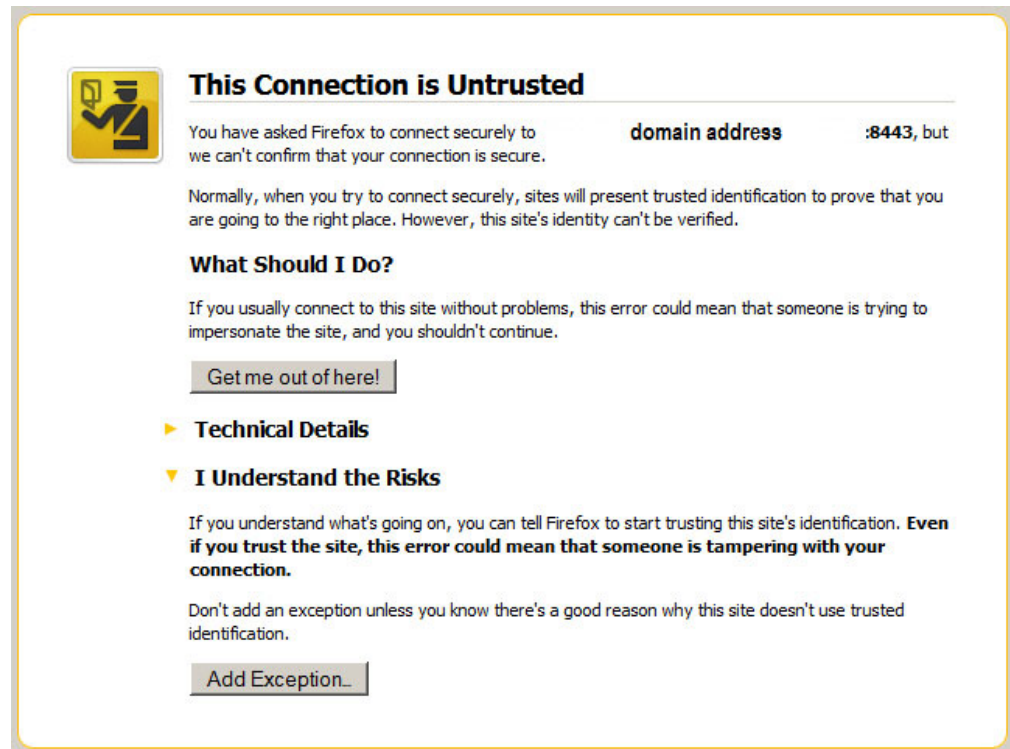 This Connection is Untrusted
You have asked Firefox to connect securely to domain address :8443, but
we can't confirm that your connection is secure.
Normally, when you try to connect securely, sites will present trusted identification to prove that you
are going to the right place. However, this site's identity can't be verified.
What Should I Do?
If you usually connect to this site without problems, this error could mean that someone is trying to
impersonate the site, and you shouldn't continue.
Get me out of here!
Technical Details
I Understand the Risks
If you understand what's going on, you can tell Firefox to start trusting this site's identification. Even
if you trust the site, this error could mean that someone is tampering with your
connection.
Don't add an exception unless you know there's a good reason why this site doesn't use trusted
identification.
Add Exception...